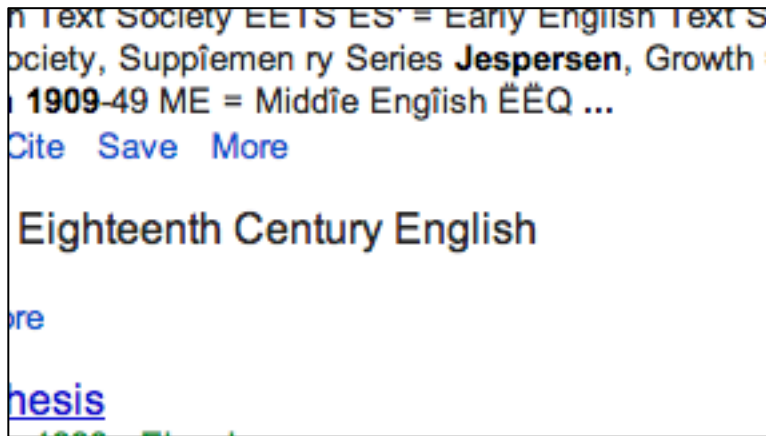 n Text Society EETS ES' = Early English Text S
ociety, Suppîemen ry Series Jespersen, Growth
1909-49 ME = Middîe Engîish ËËQ ...
Cite Save More
Eighteenth Century English
ore
hesis